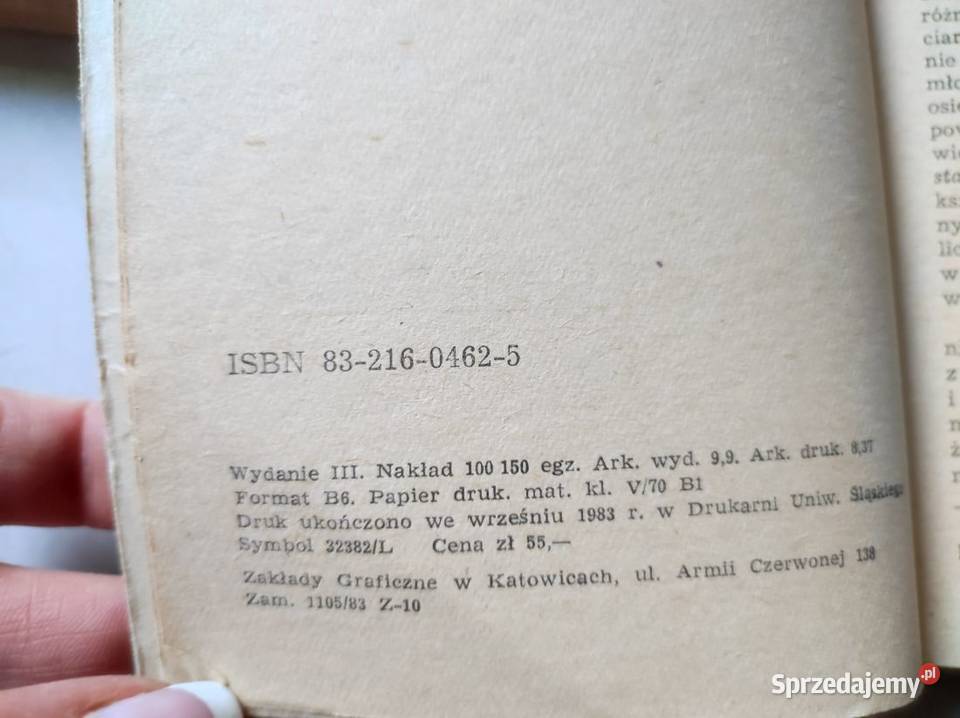 ISBN 83-216-0462-5
Wydanie III. Nakład 100 150 egz. Ark. wyd. 9,9. Ark. druk. 8,37
Format B6. Papier druk. mat. kl. V/70 B1
Druk ukończono we wrześniu 1983 r. w Drukarni Uniw. Śląskiego
Symbol 32382/L Cena zł 55,—
Zakłady Graficzne w Katowicach, ul. Armii Czerwonej 138
Zam. 1105/83 Z-10
nie
w
w
z
i
Sprzedajemy.pl